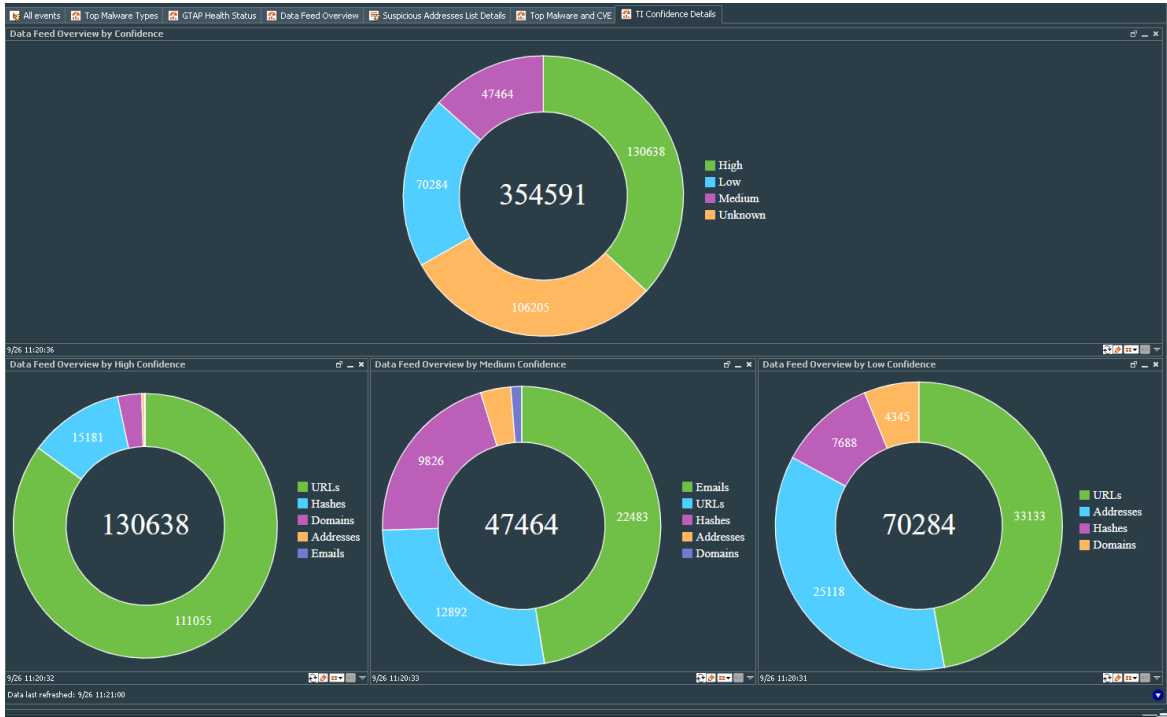 All events Top Malware Types GTAP Health Status Data Feed Overview Suspicious Addresses List Details Top Malware and CVE TI Confidence Details
Data Feed Overview by Confidence
47464
130638
70284
354591
106205
High
Low
Medium
Unknown
9/26 11:20:36
Data Feed Overview by High Confidence
15181
130638
111055
URLs
Hashes
Domains
Addresses
Emails
9/26 11:20:32
Data Feed Overview by Medium Confidence
9826
22483
47464
12892
Emails
URLs
Hashes
Addresses
Domains
9/26 11:20:33
Data Feed Overview by Low Confidence
4345
7688
33133
70284
25118
URLs
Addresses
Hashes
Domains
9/26 11:20:31
Data last refreshed: 9/26 11:21:00